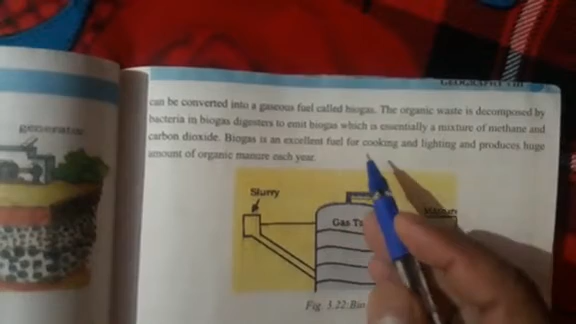 GEOGRAPHY VIII
can be converted into a gaseous fuel called biogas. The organic waste is decomposed by
bacteria in biogas digesters to emit biogas which is essentially a mixture of methane and
carbon dioxide. Biogas is an excellent fuel for cooking and lighting and produces huge
amount of organic manure each year.
generator
Slurry
Gas
Fig 3.22: